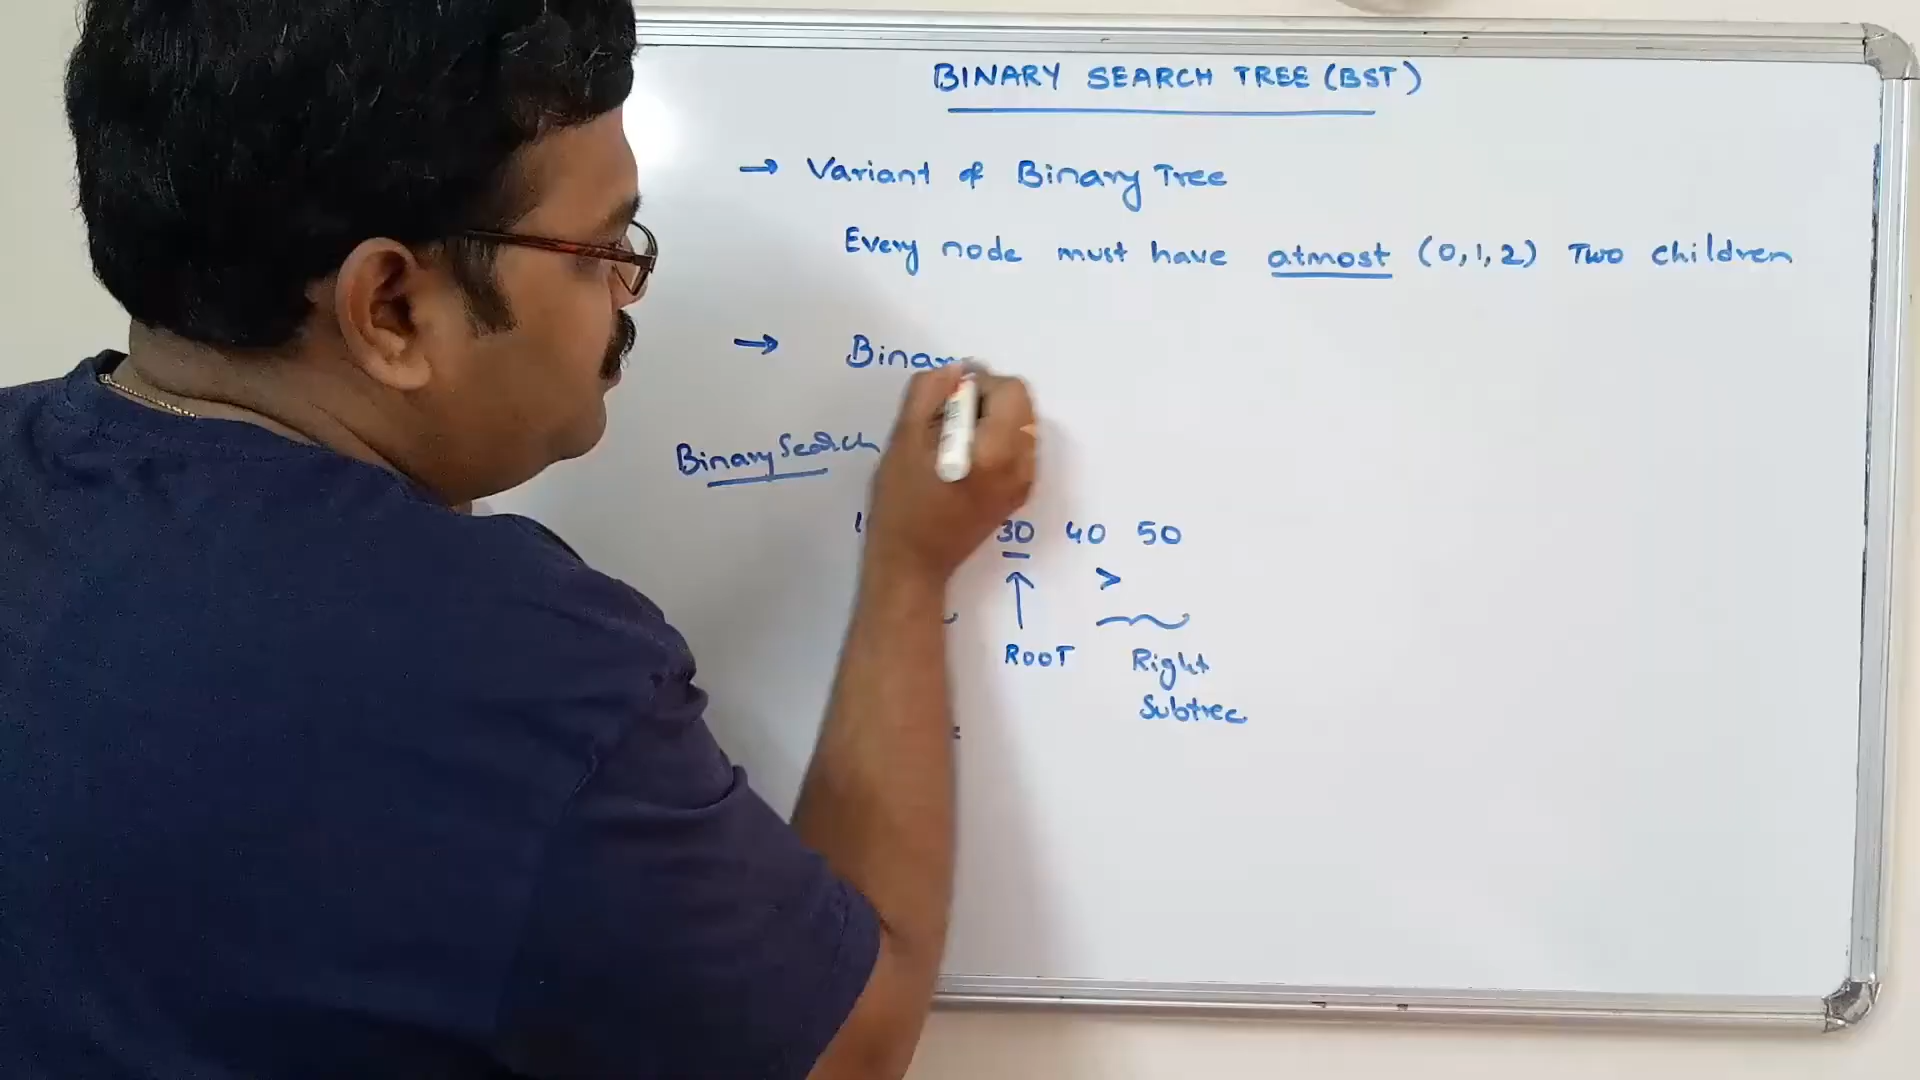 BINARY SEARCH TREE (BST)
→ Variant of Binary Tree
Every node must have atmost (0,1,2) Two children
→ Binary
Binary Search
30 40 50
>
ROOT Right
Subtree